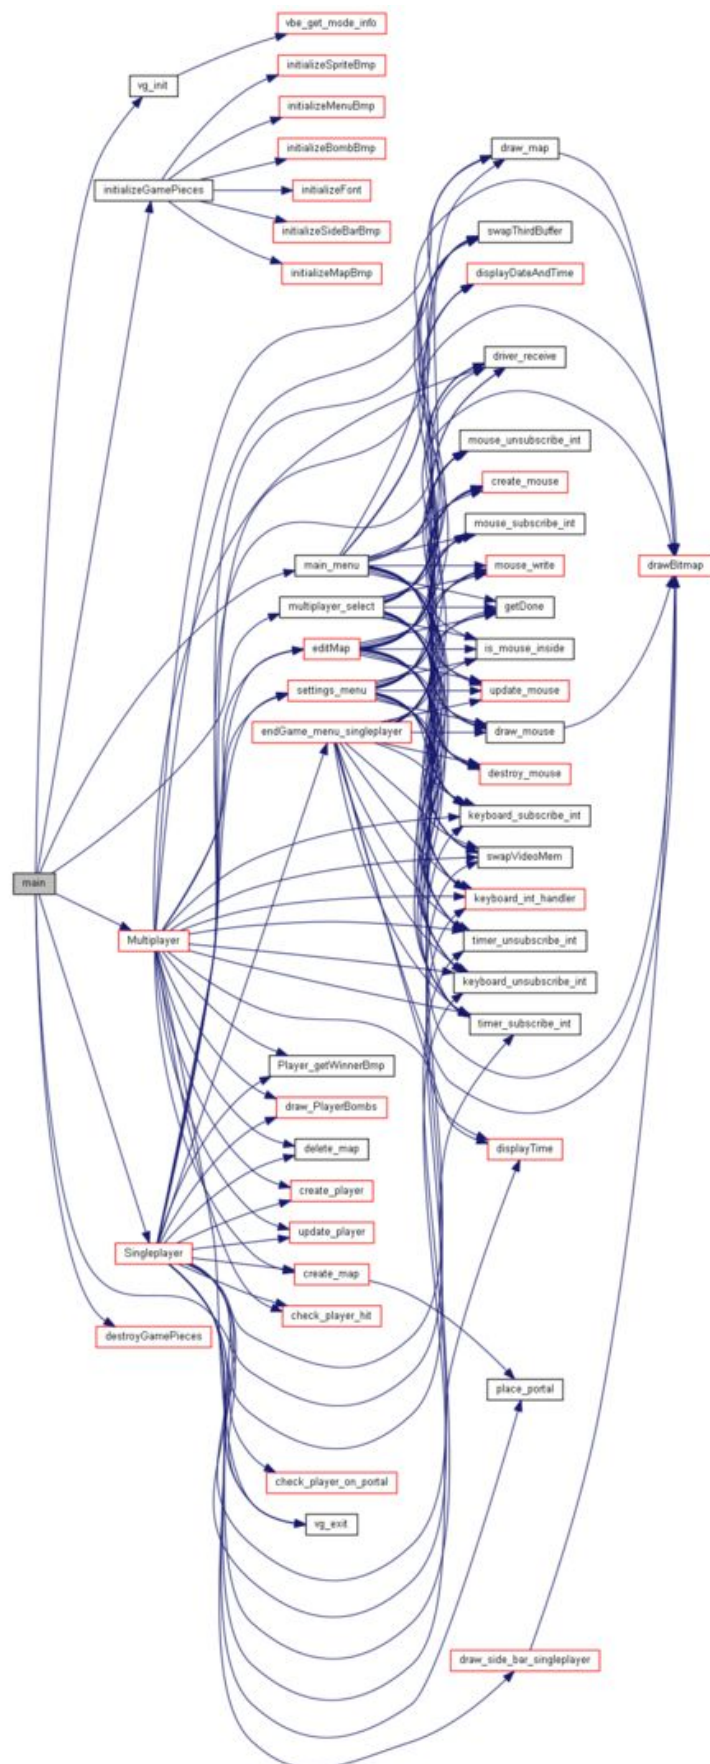 vbe_get_mode_info
initializeSpriteBmp
vg_init
initializeMenuBmp
initializeBombBmp
draw_map
initializeGamePieces
initializeFont
initializeSideBarBmp
swapThirdBuffer
initializeMapBmp
displayDateAndTime
driver_receive
mouse_unsubscribe_int
create_mouse
mouse_subscribe_int
main_menu
mouse_write
drawBitmap
multiplayer_select
getDone
editMap
is_mouse_inside
settings_menu
update_mouse
endGame_menu_singleplayer
draw_mouse
destroy_mouse
keyboard_subscribe_int
swapVideoMem
main
keyboard_int_handler
Multiplayer
timer_unsubscribe_int
keyboard_unsubscribe_int
timer_subscribe_int
Player_getWinnerBmp
draw_PlayerBombs
delete_map
displayTime
create_player
update_player
Singleplayer
create_map
check_player_hit
destroyGamePieces
place_portal
check_player_on_portal
vg_exit
draw_side_bar_singleplayer